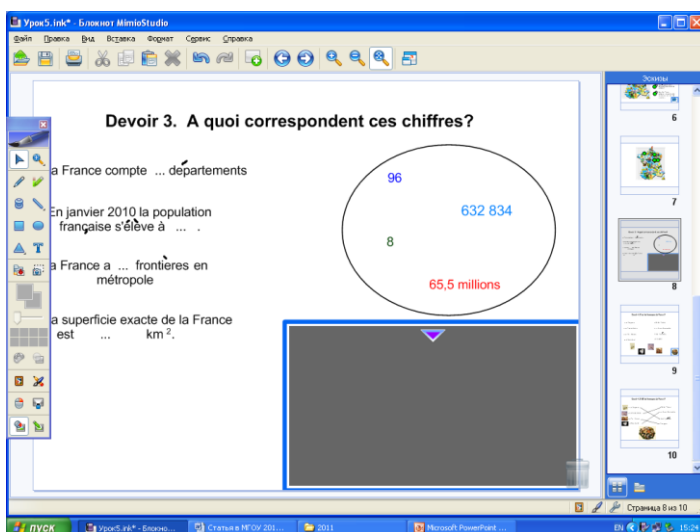 Урок5.ink* - Блокнот MimioStudio
Файл Правка Вид Вставка Формат Сервис Справка
Devoir 3. A quoi correspondent ces chiffres?
a France compte ... départements
En janvier 2010 la population
française s'élève à ... .
a France a ... frontières en
métropole
a superficie exacte de la France
est ... km².
96
632 834
8
65,5 millions
Эскизы
6
7
8
9
10
Страница 8 из 10
пуск
Урок5.ink* - Блокно...
Статья в МГОУ 201...
2011
Microsoft PowerPoint ...
EN
15:24